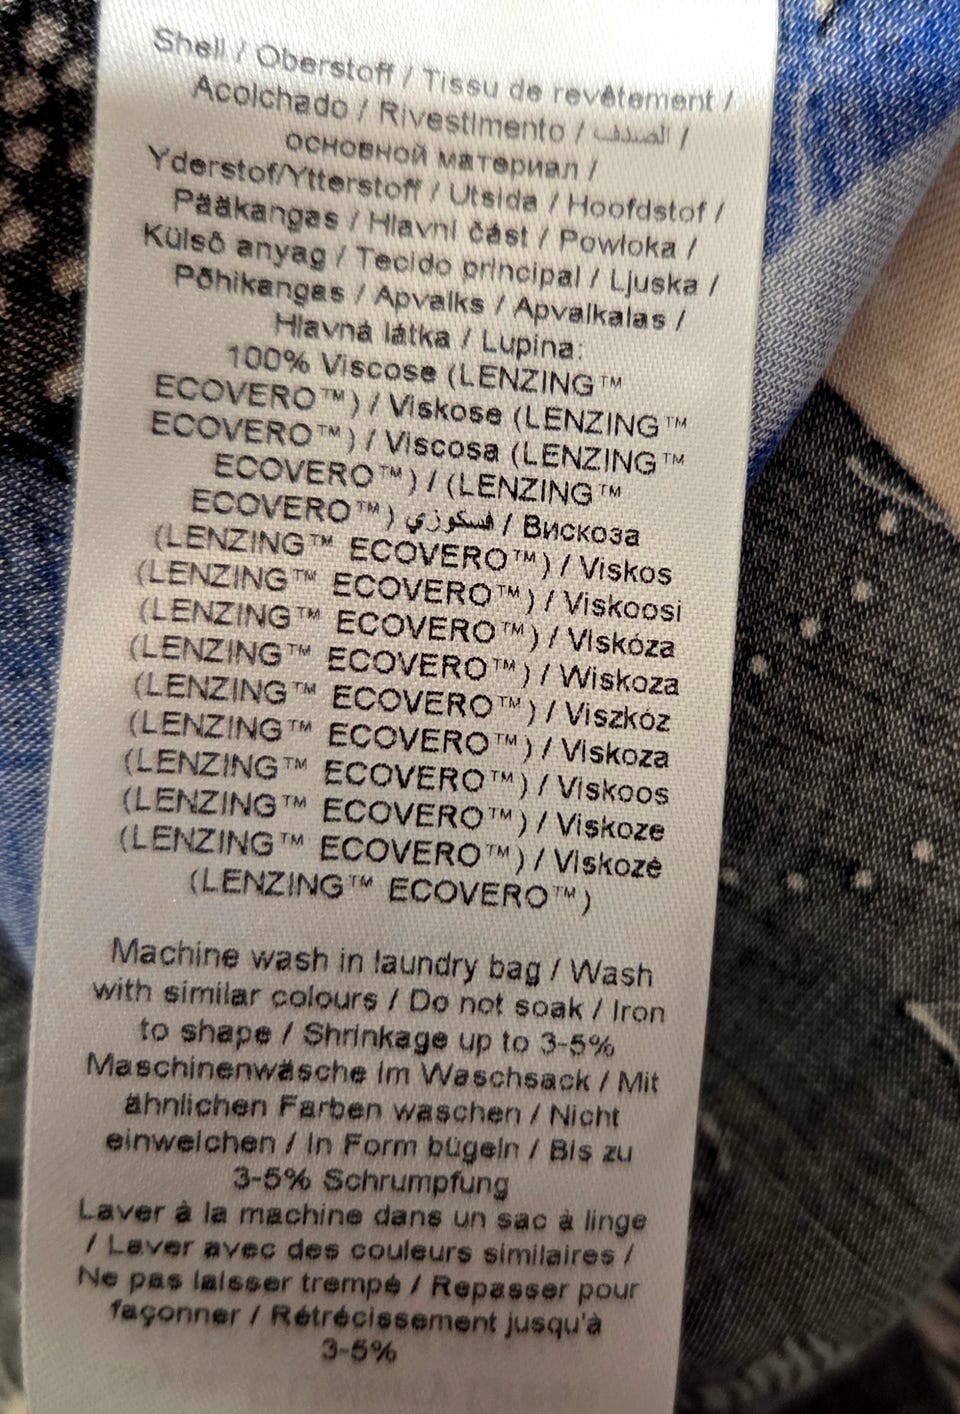 Shell / Oberstoff / Tissu de revêtement /
Acolchado / Rivestimento / الصدف /
основной материал /
Yderstof/Ytterstoff / Utsida / Hoofdstof /
Pääkangas / Hlavní část / Powłoka /
Külső anyag / Tecido principal / Ljuska /
Põhikangas / Apvalks / Apvalkalas /
Hlavná látka / Lupina:
100% Viscose (LENZING™
ECOVERO™) / Viskose (LENZING™
ECOVERO™) / Viscosa (LENZING™
ECOVERO™) / (LENZING™
ECOVERO™) فسكوزي / Вискоза
(LENZING™ ECOVERO™) / Viskos
(LENZING™ ECOVERO™) / Viskoosi
(LENZING™ ECOVERO™) / Viskóza
(LENZING™ ECOVERO™) / Wiskoza
(LENZING™ ECOVERO™) / Viszkóz
(LENZING™ ECOVERO™) / Viskoza
(LENZING™ ECOVERO™) / Viskoos
(LENZING™ ECOVERO™) / Viskoze
(LENZING™ ECOVERO™) / Viskozė
(LENZING™ ECOVERO™)
Machine wash in laundry bag / Wash
with similar colours / Do not soak / Iron
to shape / Shrinkage up to 3-5%
Maschinenwäsche im Waschsack / Mit
ähnlichen Farben waschen / Nicht
einweichen / In Form bügeln / Bis zu
3-5% Schrumpfung
Laver à la machine dans un sac à linge
/ Laver avec des couleurs similaires /
Ne pas laisser trempé / Repasser pour
façonner / Rétrécissement jusqu'à
3-5%